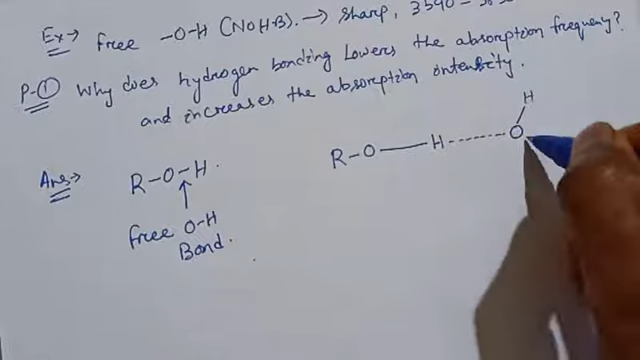 Ex→ Free -O-H (NO H·B). → Sharp,
P-① Why does hydrogen bonding Lowers the absorption frequency?
and increases the absorption intensity.
Ans→ R-O-H.
Free O-H
Bond.
R-O—H------O
H